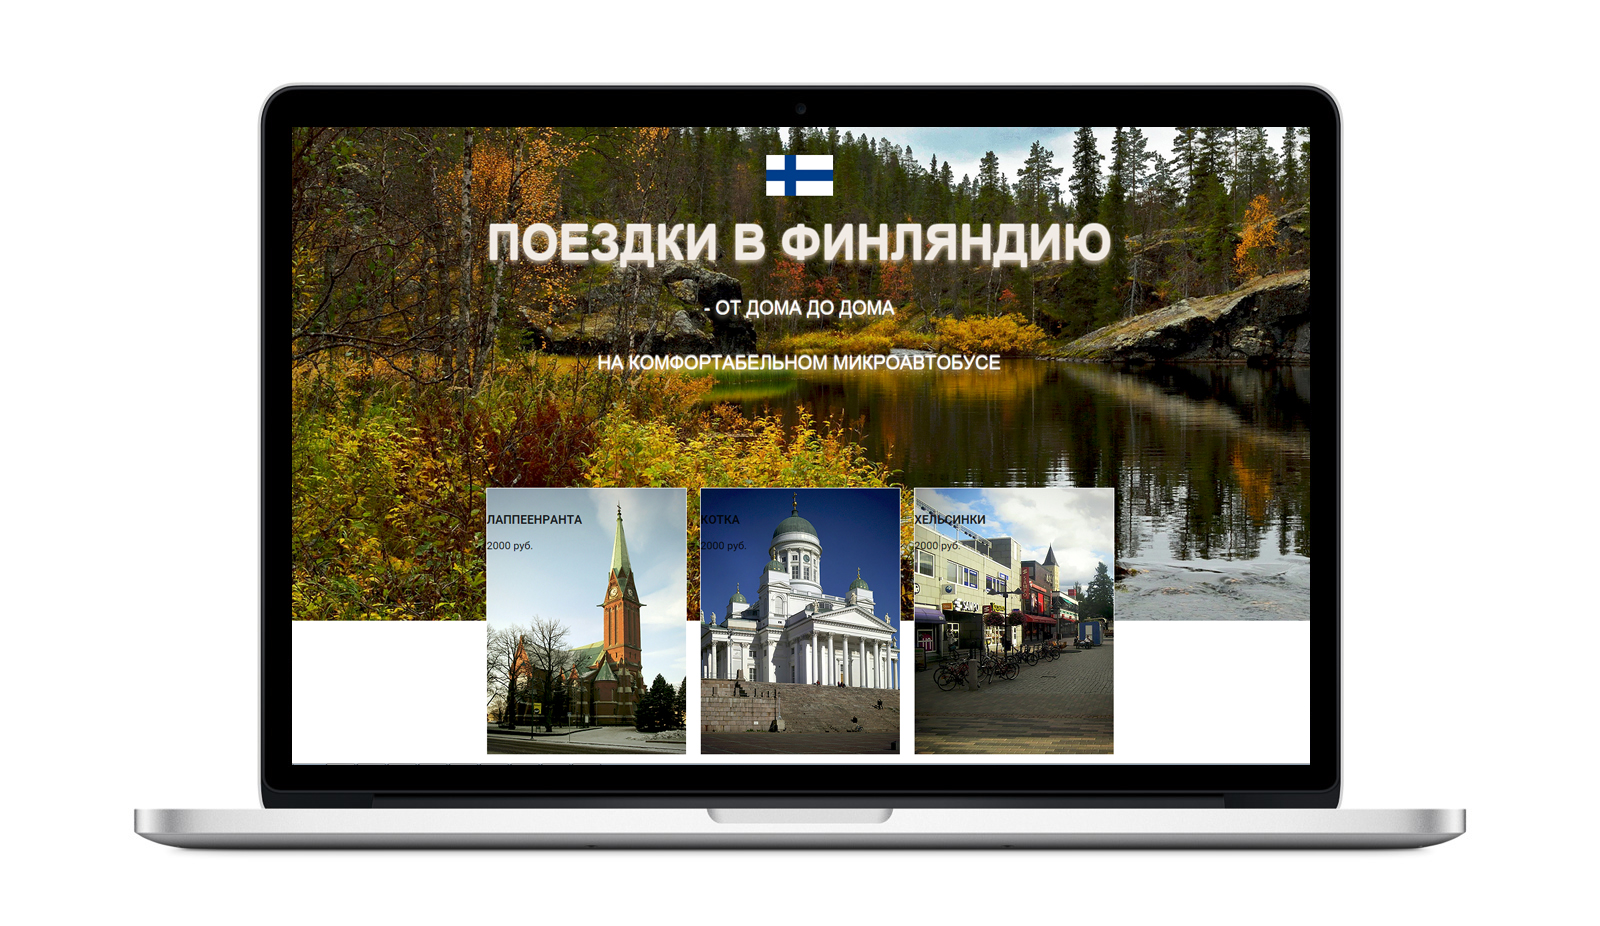 ПОЕЗДКИ В ФИНЛЯНДИЮ
- ОТ ДОМА ДО ДОМА
НА КОМФОРТАБЕЛЬНОМ МИКРОАВТОБУСЕ
ЛАППЕЕНРАНТА
2000 руб.
КОТКА
2000 руб.
ХЕЛЬСИНКИ
2000 руб.